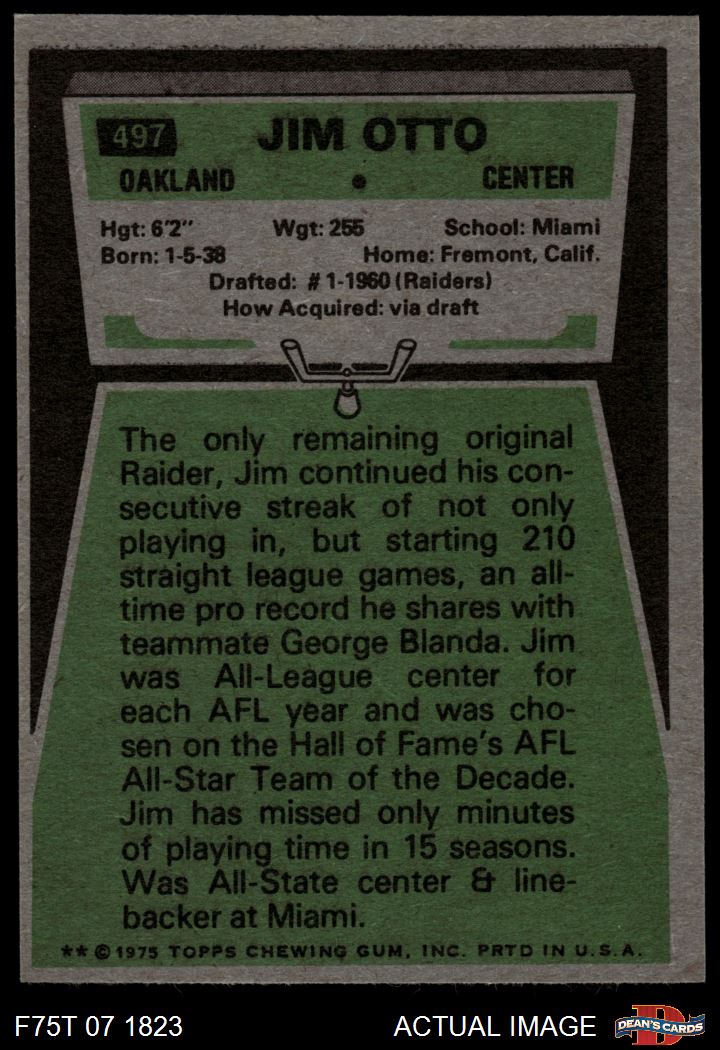 497 JIM OTTO
OAKLAND • CENTER
Hgt: 6'2" Wgt: 255 School: Miami
Born: 1-5-38 Home: Fremont, Calif.
Drafted: #1-1960 (Raiders)
How Acquired: via draft
The only remaining original
Raider, Jim continued his con-
secutive streak of not only
playing in, but starting 210
straight league games, an all-
time pro record he shares with
teammate George Blanda. Jim
was All-League center for
each AFL year and was cho-
sen on the Hall of Fame's AFL
All-Star Team of the Decade.
Jim has missed only minutes
of playing time in 15 seasons.
Was All-State center & line-
backer at Miami.
** © 1975 TOPPS CHEWING GUM, INC. PRTD IN U.S.A.
F75T 07 1823 ACTUAL IMAGE D DEAN'S CARDS